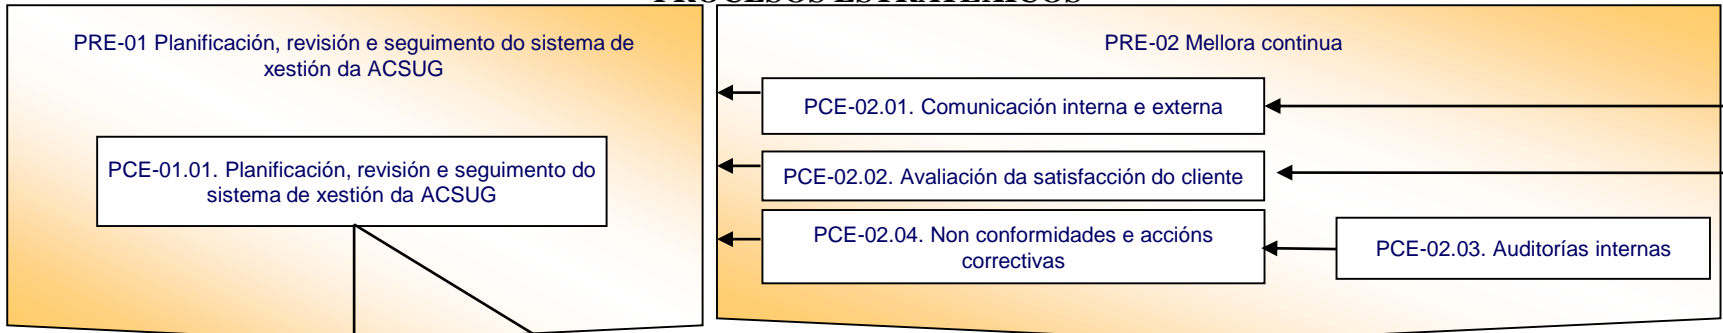 PROCESOS ESTRATÉXICOS
PRE-01 Planificación, revisión e seguimento do sistema de
xestión da ACSUG
PCE-01.01. Planificación, revisión e seguimento do
sistema de xestión da ACSUG
PRE-02 Mellora continua
PCE-02.01. Comunicación interna e externa
PCE-02.02. Avaliación da satisfacción do cliente
PCE-02.04. Non conformidades e accións
correctivas
PCE-02.03. Auditorías internas